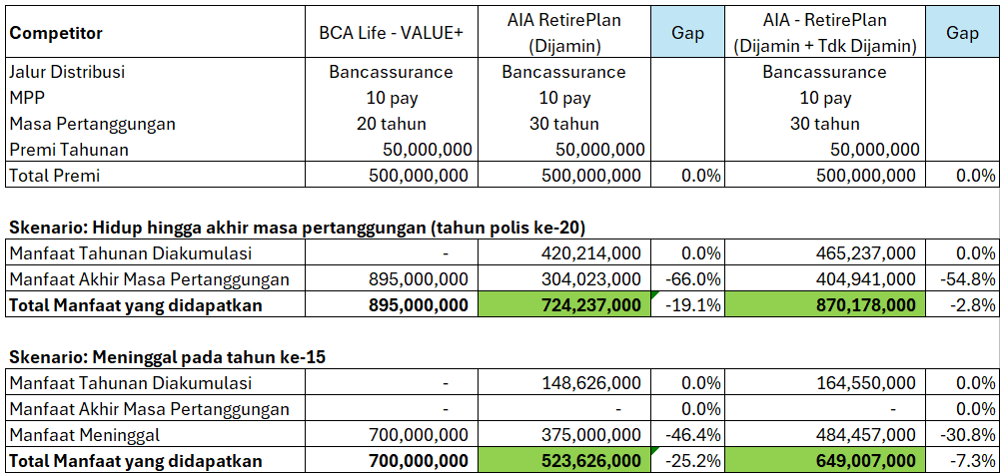 Competitor BCA Life - VALUE+ AIA RetirePlan (Dijamin) Gap AIA - RetirePlan (Dijamin + Tdk Dijamin) Gap
Jalur Distribusi Bancassurance Bancassurance Bancassurance
MPP 10 pay 10 pay 10 pay
Masa Pertanggungan 20 tahun 30 tahun 30 tahun
Premi Tahunan 50,000,000 50,000,000 50,000,000
Total Premi 500,000,000 500,000,000 0.0% 500,000,000 0.0%
Skenario: Hidup hingga akhir masa pertanggungan (tahun polis ke-20)
Manfaat Tahunan Diakumulasi - 420,214,000 0.0% 465,237,000 0.0%
Manfaat Akhir Masa Pertanggungan 895,000,000 304,023,000 -66.0% 404,941,000 -54.8%
Total Manfaat yang didapatkan 895,000,000 724,237,000 -19.1% 870,178,000 -2.8%
Skenario: Meninggal pada tahun ke-15
Manfaat Tahunan Diakumulasi - 148,626,000 0.0% 164,550,000 0.0%
Manfaat Akhir Masa Pertanggungan - - 0.0% - 0.0%
Manfaat Meninggal 700,000,000 375,000,000 -46.4% 484,457,000 -30.8%
Total Manfaat yang didapatkan 700,000,000 523,626,000 -25.2% 649,007,000 -7.3%